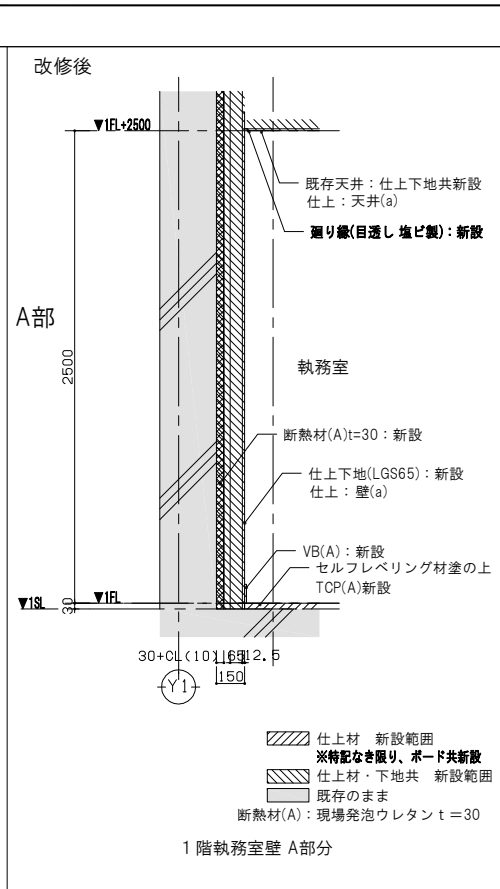 改修後
▼1FL+2500
既存天井：仕上下地共新設
仕上：天井(a)
廻り縁(目透し 塩ビ製)：新設
A部
2500
執務室
断熱材(A)t=30：新設
仕上下地(LGS65)：新設
仕上：壁(a)
VB(A)：新設
セルフレベリング材塗の上
TCP(A)新設
▼1SL
30
▼1FL
30+CL(10) 65 12.5
150
Y1
仕上材　新設範囲
※特記なき限り、ボード共新設
仕上材・下地共　新設範囲
既存のまま
断熱材(A)：現場発泡ウレタンｔ＝30
１階執務室壁 A部分